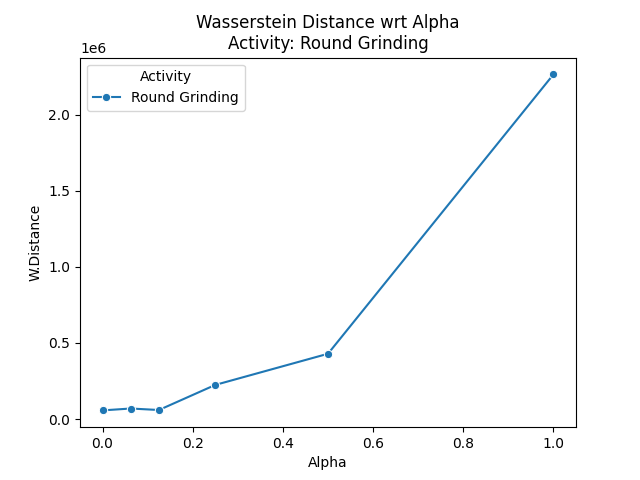 Wasserstein Distance wrt Alpha
Activity: Round Grinding
1e6
Activity
Round Grinding
2.0
1.5
1.0
0.5
0.0
W.Distance
0.0 0.2 0.4 0.6 0.8 1.0
Alpha